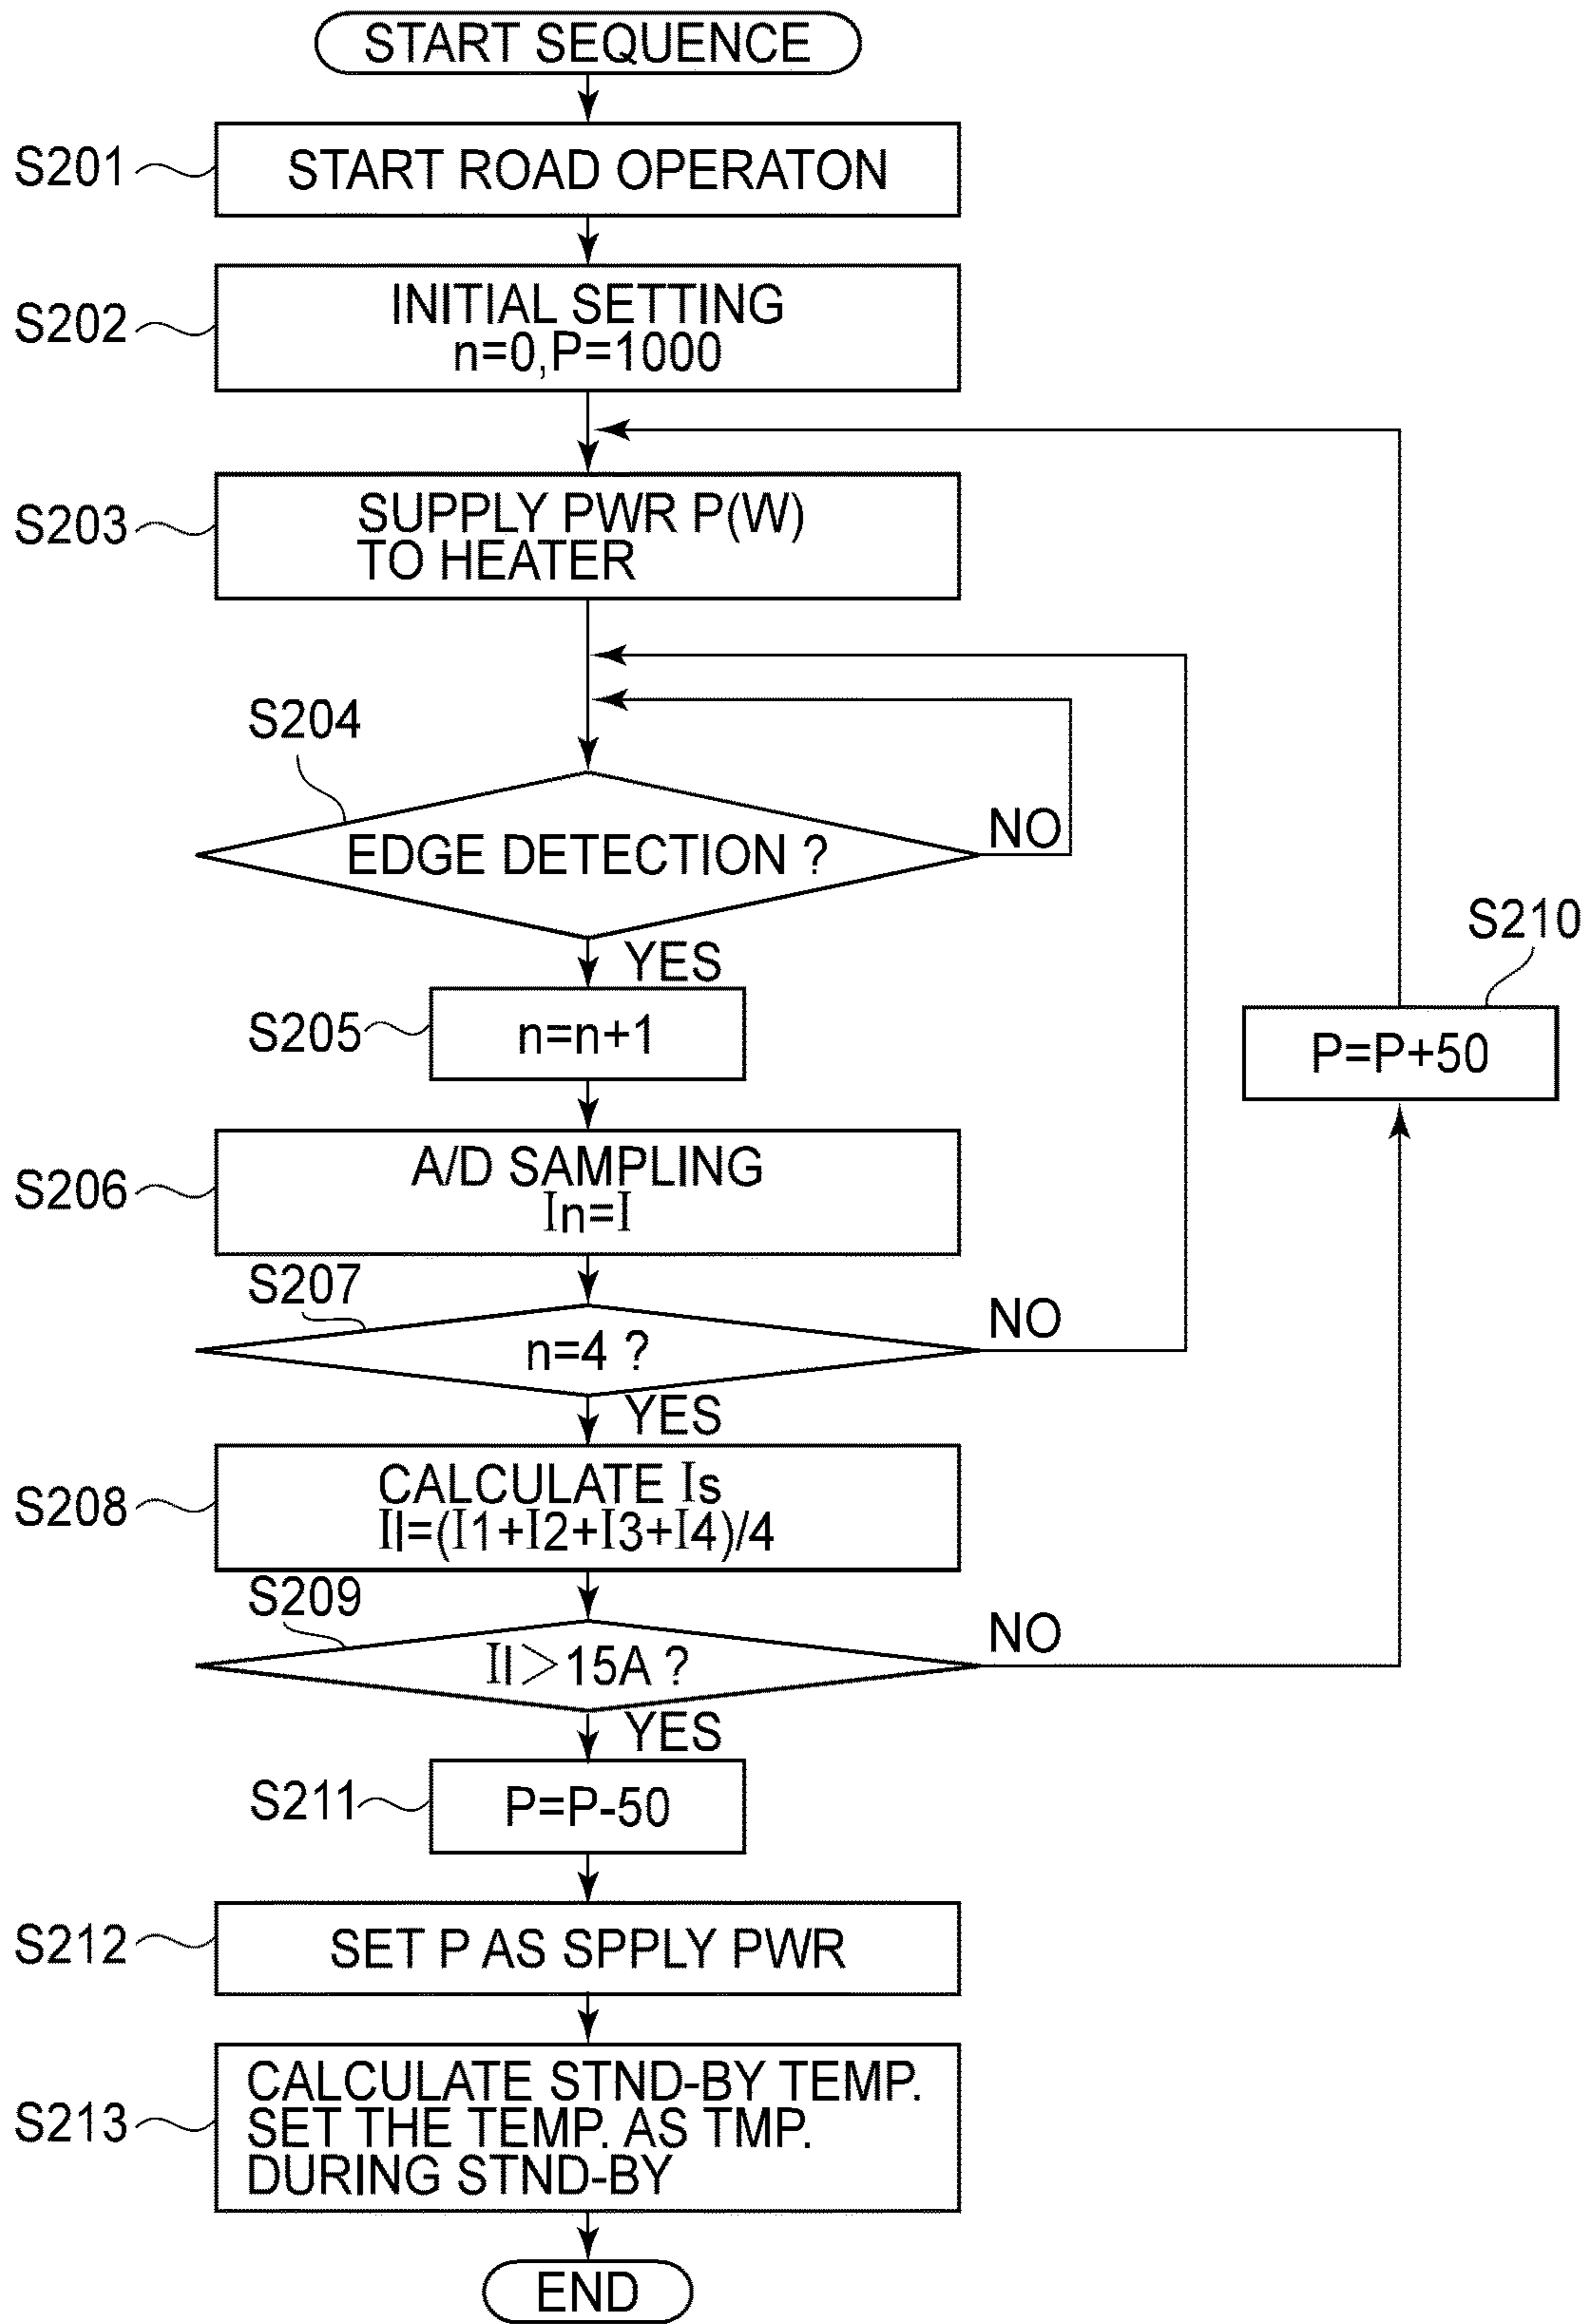 START SEQUENCE
S201
START ROAD OPERATON
S202
INITIAL SETTING
n=0,P=1000
S203
SUPPLY PWR P(W)
TO HEATER
S204
EDGE DETECTION ?
NO
YES
S205
n=n+1
S210
P=P+50
S206
A/D SAMPLING
In=I
S207
n=4 ?
NO
YES
S208
CALCULATE Is
Il=(I1+I2+I3+I4)/4
S209
Il>15A ?
NO
YES
S211
P=P-50
S212
SET P AS SPPLY PWR
S213
CALCULATE STND-BY TEMP.
SET THE TEMP. AS TMP.
DURING STND-BY
END